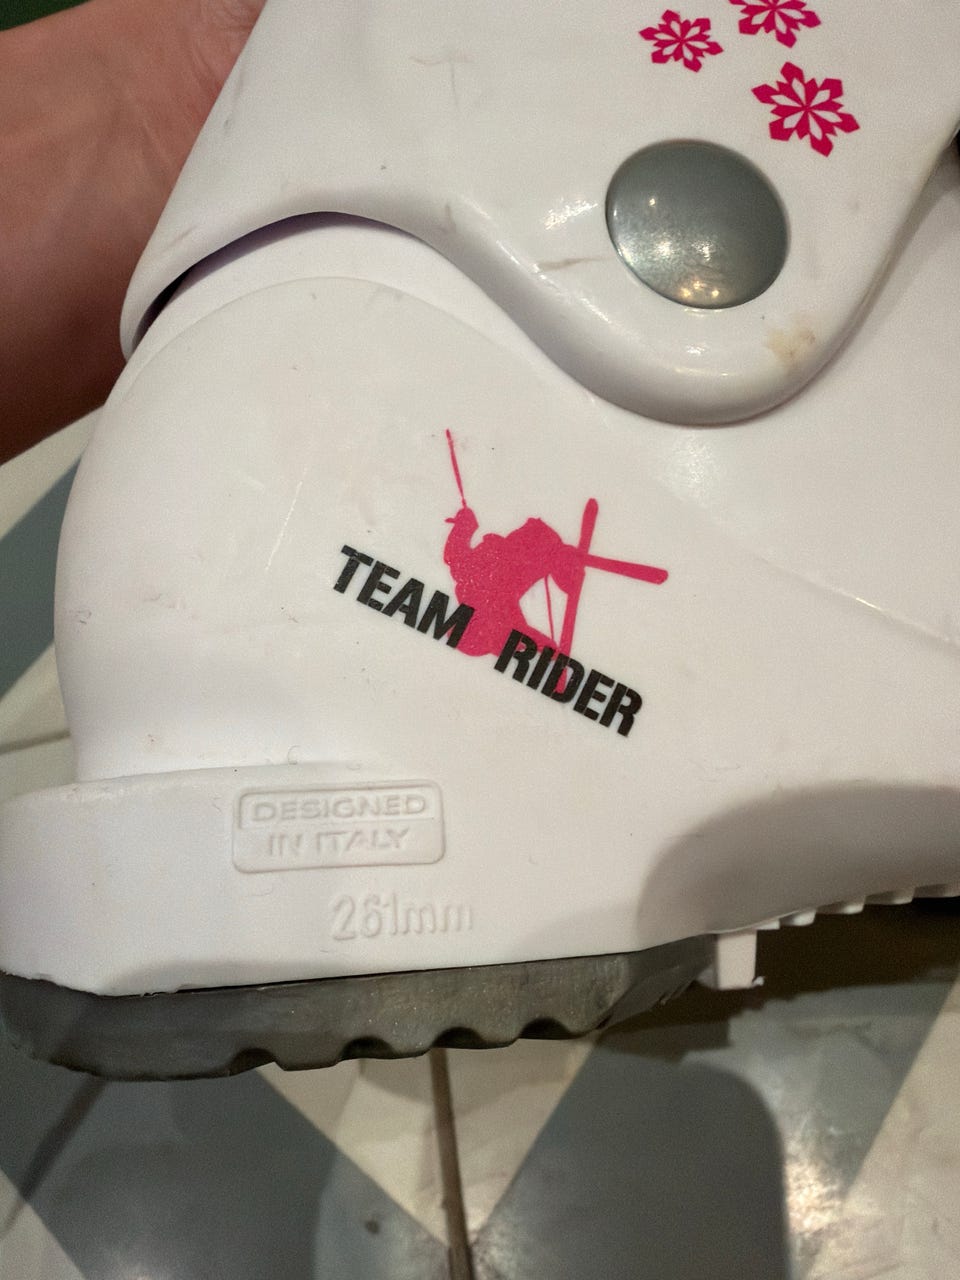 TEAM RIDER
DESIGNED
IN ITALY
261mm